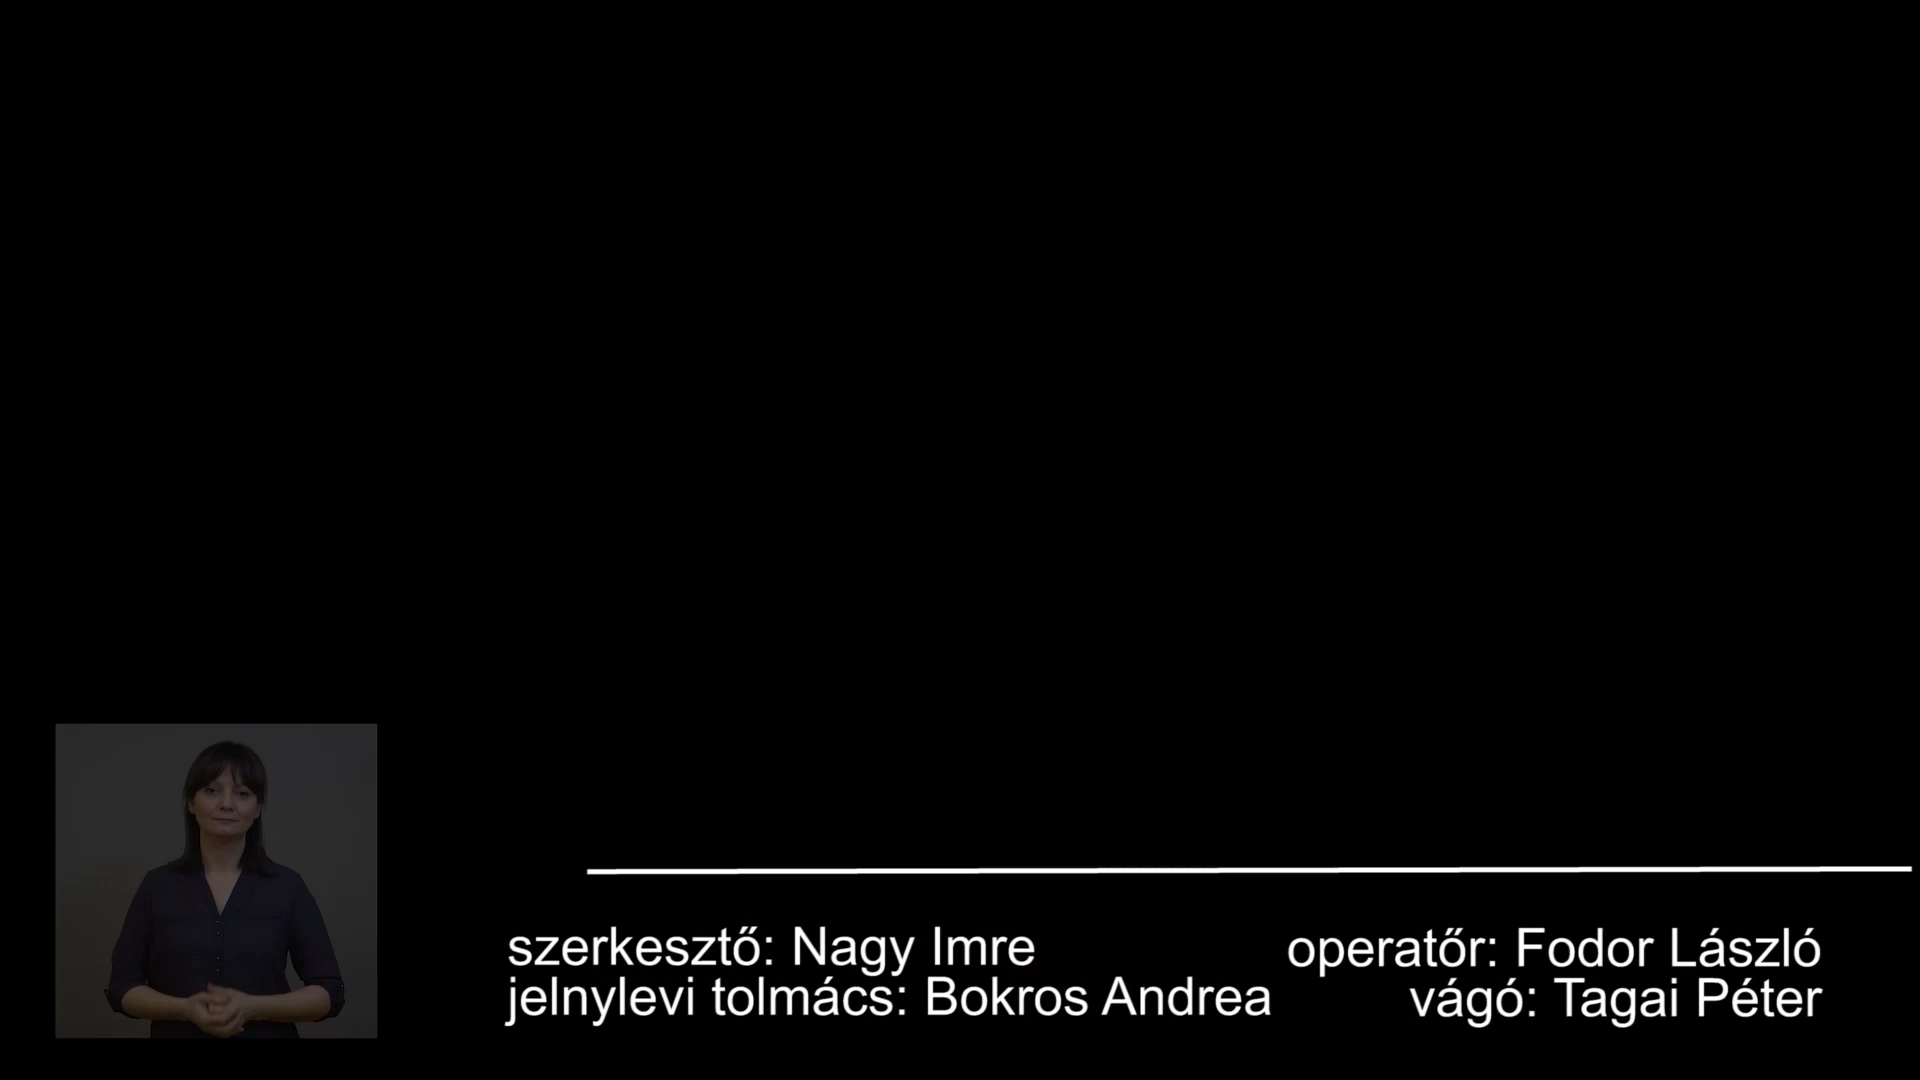 szerkesztő: Nagy Imre
jelnylevi tolmács: Bokros Andrea
operatőr: Fodor László
vágó: Tagai Péter